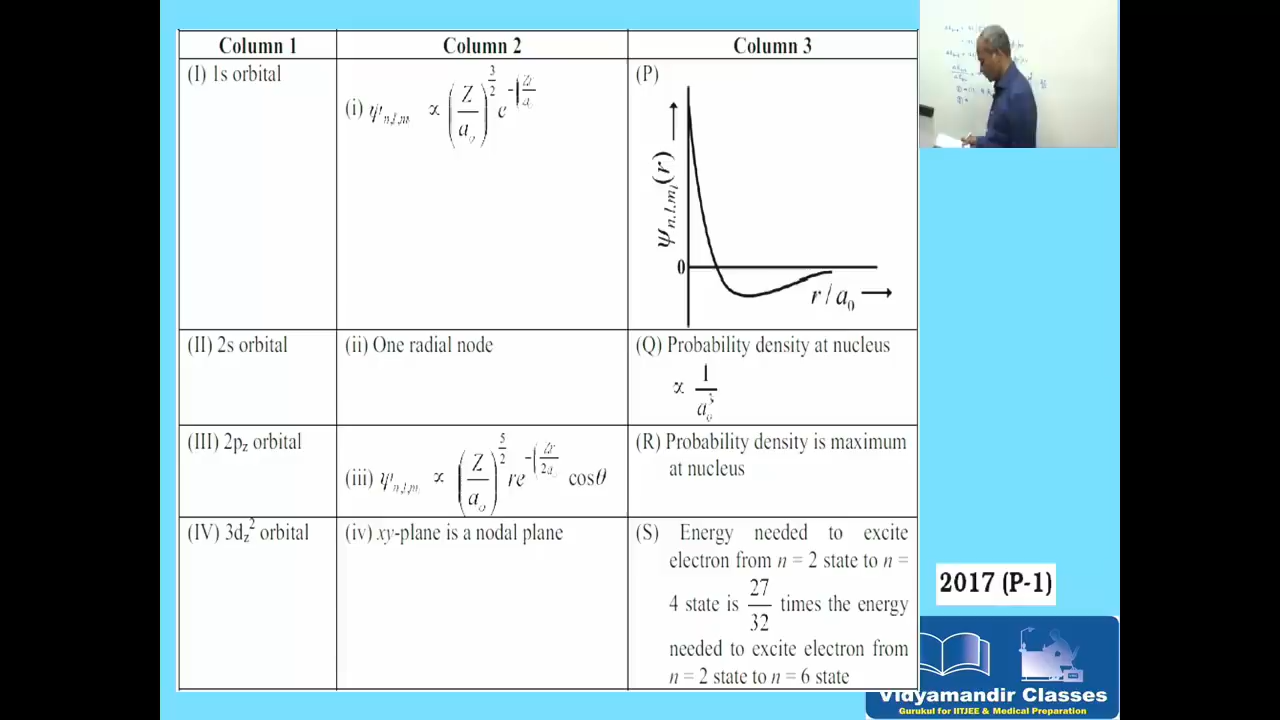 Column 1 Column 2 Column 3
(I) 1s orbital
(i) ψn,l,m ∝ (Z/a₀)^(3/2) e^−(Zr/a₀)
(P)
ψn,l,ml(r) →
0
r / a₀ →
(II) 2s orbital
(ii) One radial node
(Q) Probability density at nucleus
∝ 1/a₀³
(III) 2pz orbital
(iii) ψn,l,m ∝ (Z/a₀)^(5/2) re^−(Zr/2a₀) cosθ
(R) Probability density is maximum
at nucleus
(IV) 3dz² orbital
(iv) xy-plane is a nodal plane
(S) Energy needed to excite
electron from n = 2 state to n =
4 state is 27/32 times the energy
needed to excite electron from
n = 2 state to n = 6 state
2017 (P-1)
Vidyamandir Classes
Gurukul for IITJEE & Medical Preparation